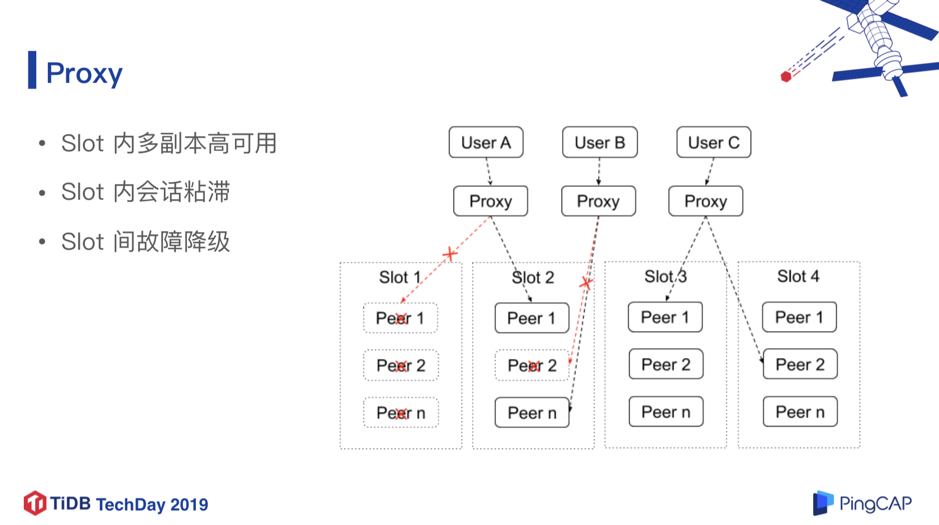 Proxy
• Slot 内多副本高可用
• Slot 内会话粘滞
• Slot 间故障降级
User A
User B
User C
Proxy
Proxy
Proxy
Slot 1
Slot 2
Slot 3
Slot 4
Peer 1
Peer 1
Peer 1
Peer 1
Peer 2
Peer 2
Peer 2
Peer 2
Peer n
Peer n
Peer n
Peer n
TiDB TechDay 2019
PingCAP